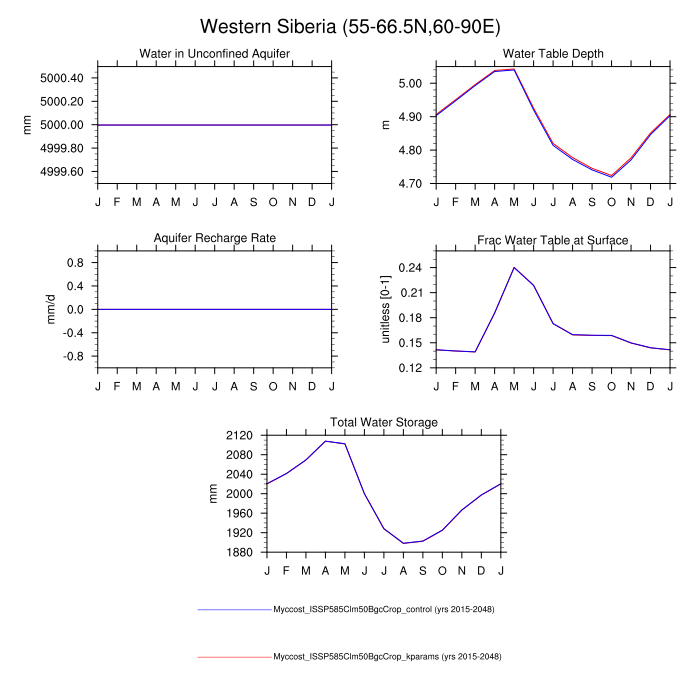 Western Siberia (55-66.5N,60-90E)
Water in Unconfined Aquifer
mm
5000.40
5000.20
5000.00
4999.80
4999.60
J F M A M J J A S O N D J
Water Table Depth
m
5.00
4.90
4.80
4.70
J F M A M J J A S O N D J
Aquifer Recharge Rate
mm/d
0.8
0.4
0.0
-0.4
-0.8
J F M A M J J A S O N D J
Frac Water Table at Surface
unitless [0-1]
0.24
0.21
0.18
0.15
0.12
J F M A M J J A S O N D J
Total Water Storage
mm
2120
2080
2040
2000
1960
1920
1880
J F M A M J J A S O N D J
Myccost_ISSP585Clm50BgcCrop_control (yrs 2015-2048)
Myccost_ISSP585Clm50BgcCrop_kparams (yrs 2015-2048)